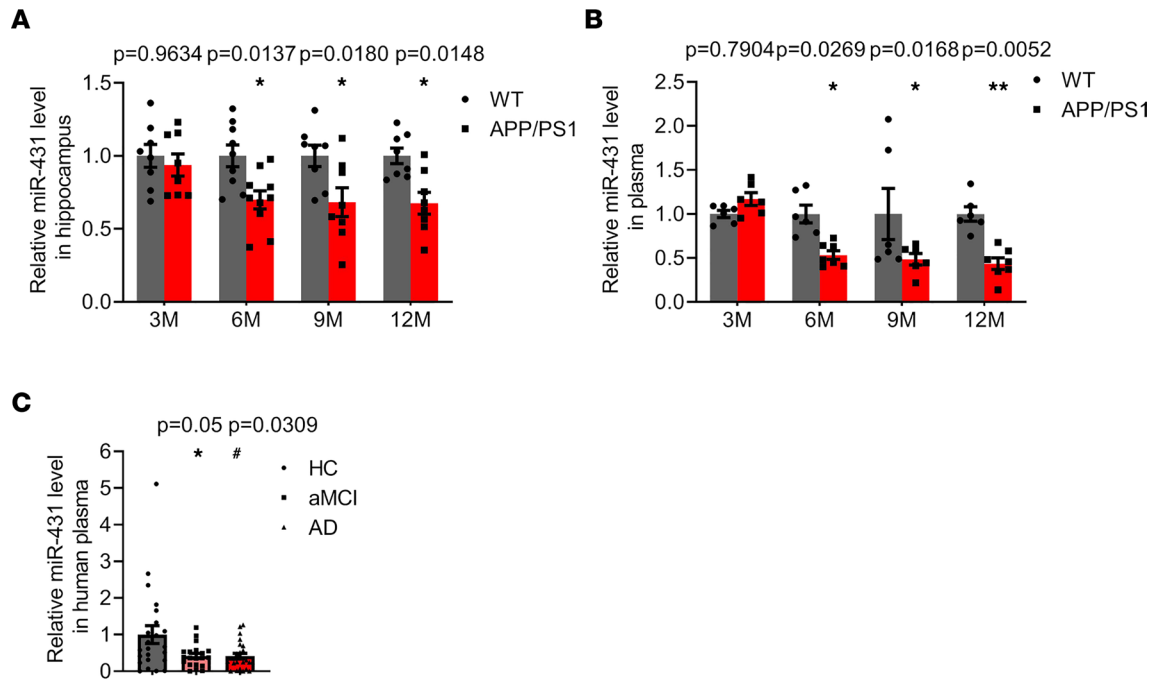 A
p=0.9634 p=0.0137 p=0.0180 p=0.0148
* * *
Relative miR-431 level
in hippocampus
1.5
1.0
0.5
0.0
3M 6M 9M 12M
WT
APP/PS1
B
p=0.7904 p=0.0269 p=0.0168 p=0.0052
* * **
Relative miR-431 level
in plasma
2.5
2.0
1.5
1.0
0.5
0.0
3M 6M 9M 12M
WT
APP/PS1
C
p=0.05 p=0.0309
* #
Relative miR-431 level
in human plasma
6
5
4
3
2
1
0
HC
aMCI
AD